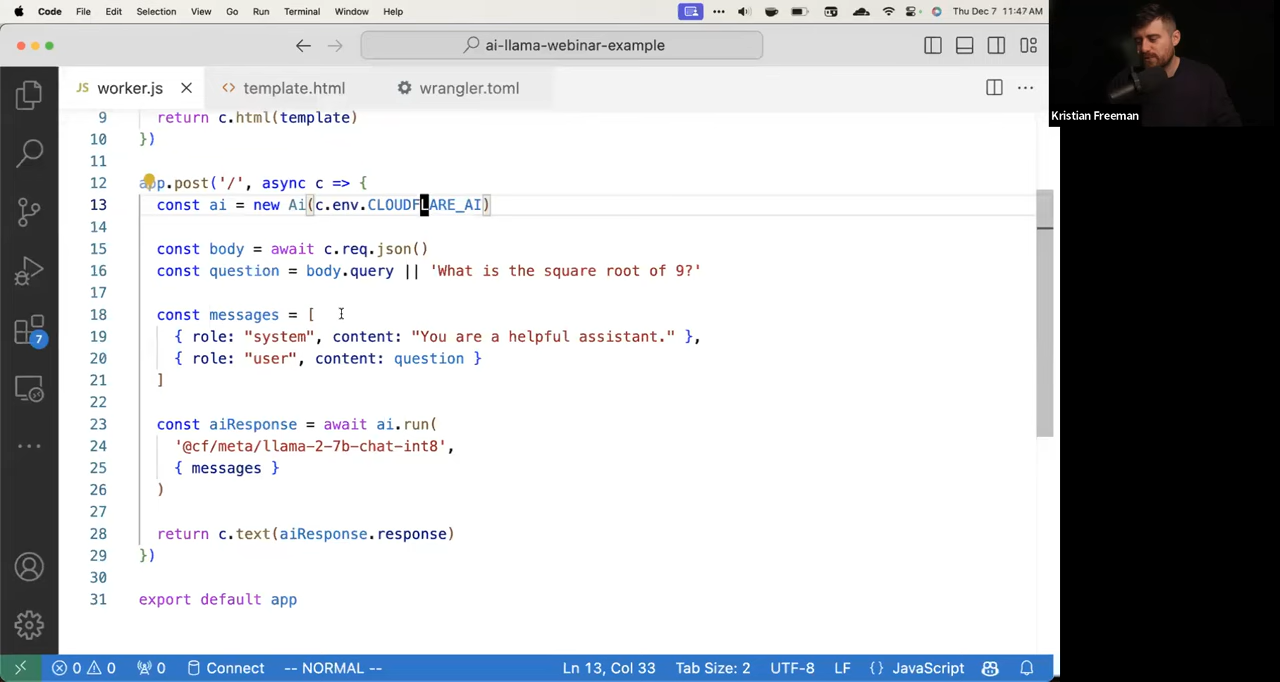 Code File Edit Selection View Go Run Terminal Window Help Thu Dec 7 11:47 AM
ai-llama-webinar-example
JS worker.js template.html wrangler.toml
Kristian Freeman
9 return c.html(template)
10 })
11
12 app.post('/', async c => {
13 const ai = new Ai(c.env.CLOUDFLARE_AI)
14
15 const body = await c.req.json()
16 const question = body.query || 'What is the square root of 9?'
17
18 const messages = [
19 { role: "system", content: "You are a helpful assistant." },
20 { role: "user", content: question }
21 ]
22
23 const aiResponse = await ai.run(
24 '@cf/meta/llama-2-7b-chat-int8',
25 { messages }
26 )
27
28 return c.text(aiResponse.response)
29 })
30
31 export default app
7
0 0 0 Connect -- NORMAL -- Ln 13, Col 33 Tab Size: 2 UTF-8 LF {} JavaScript